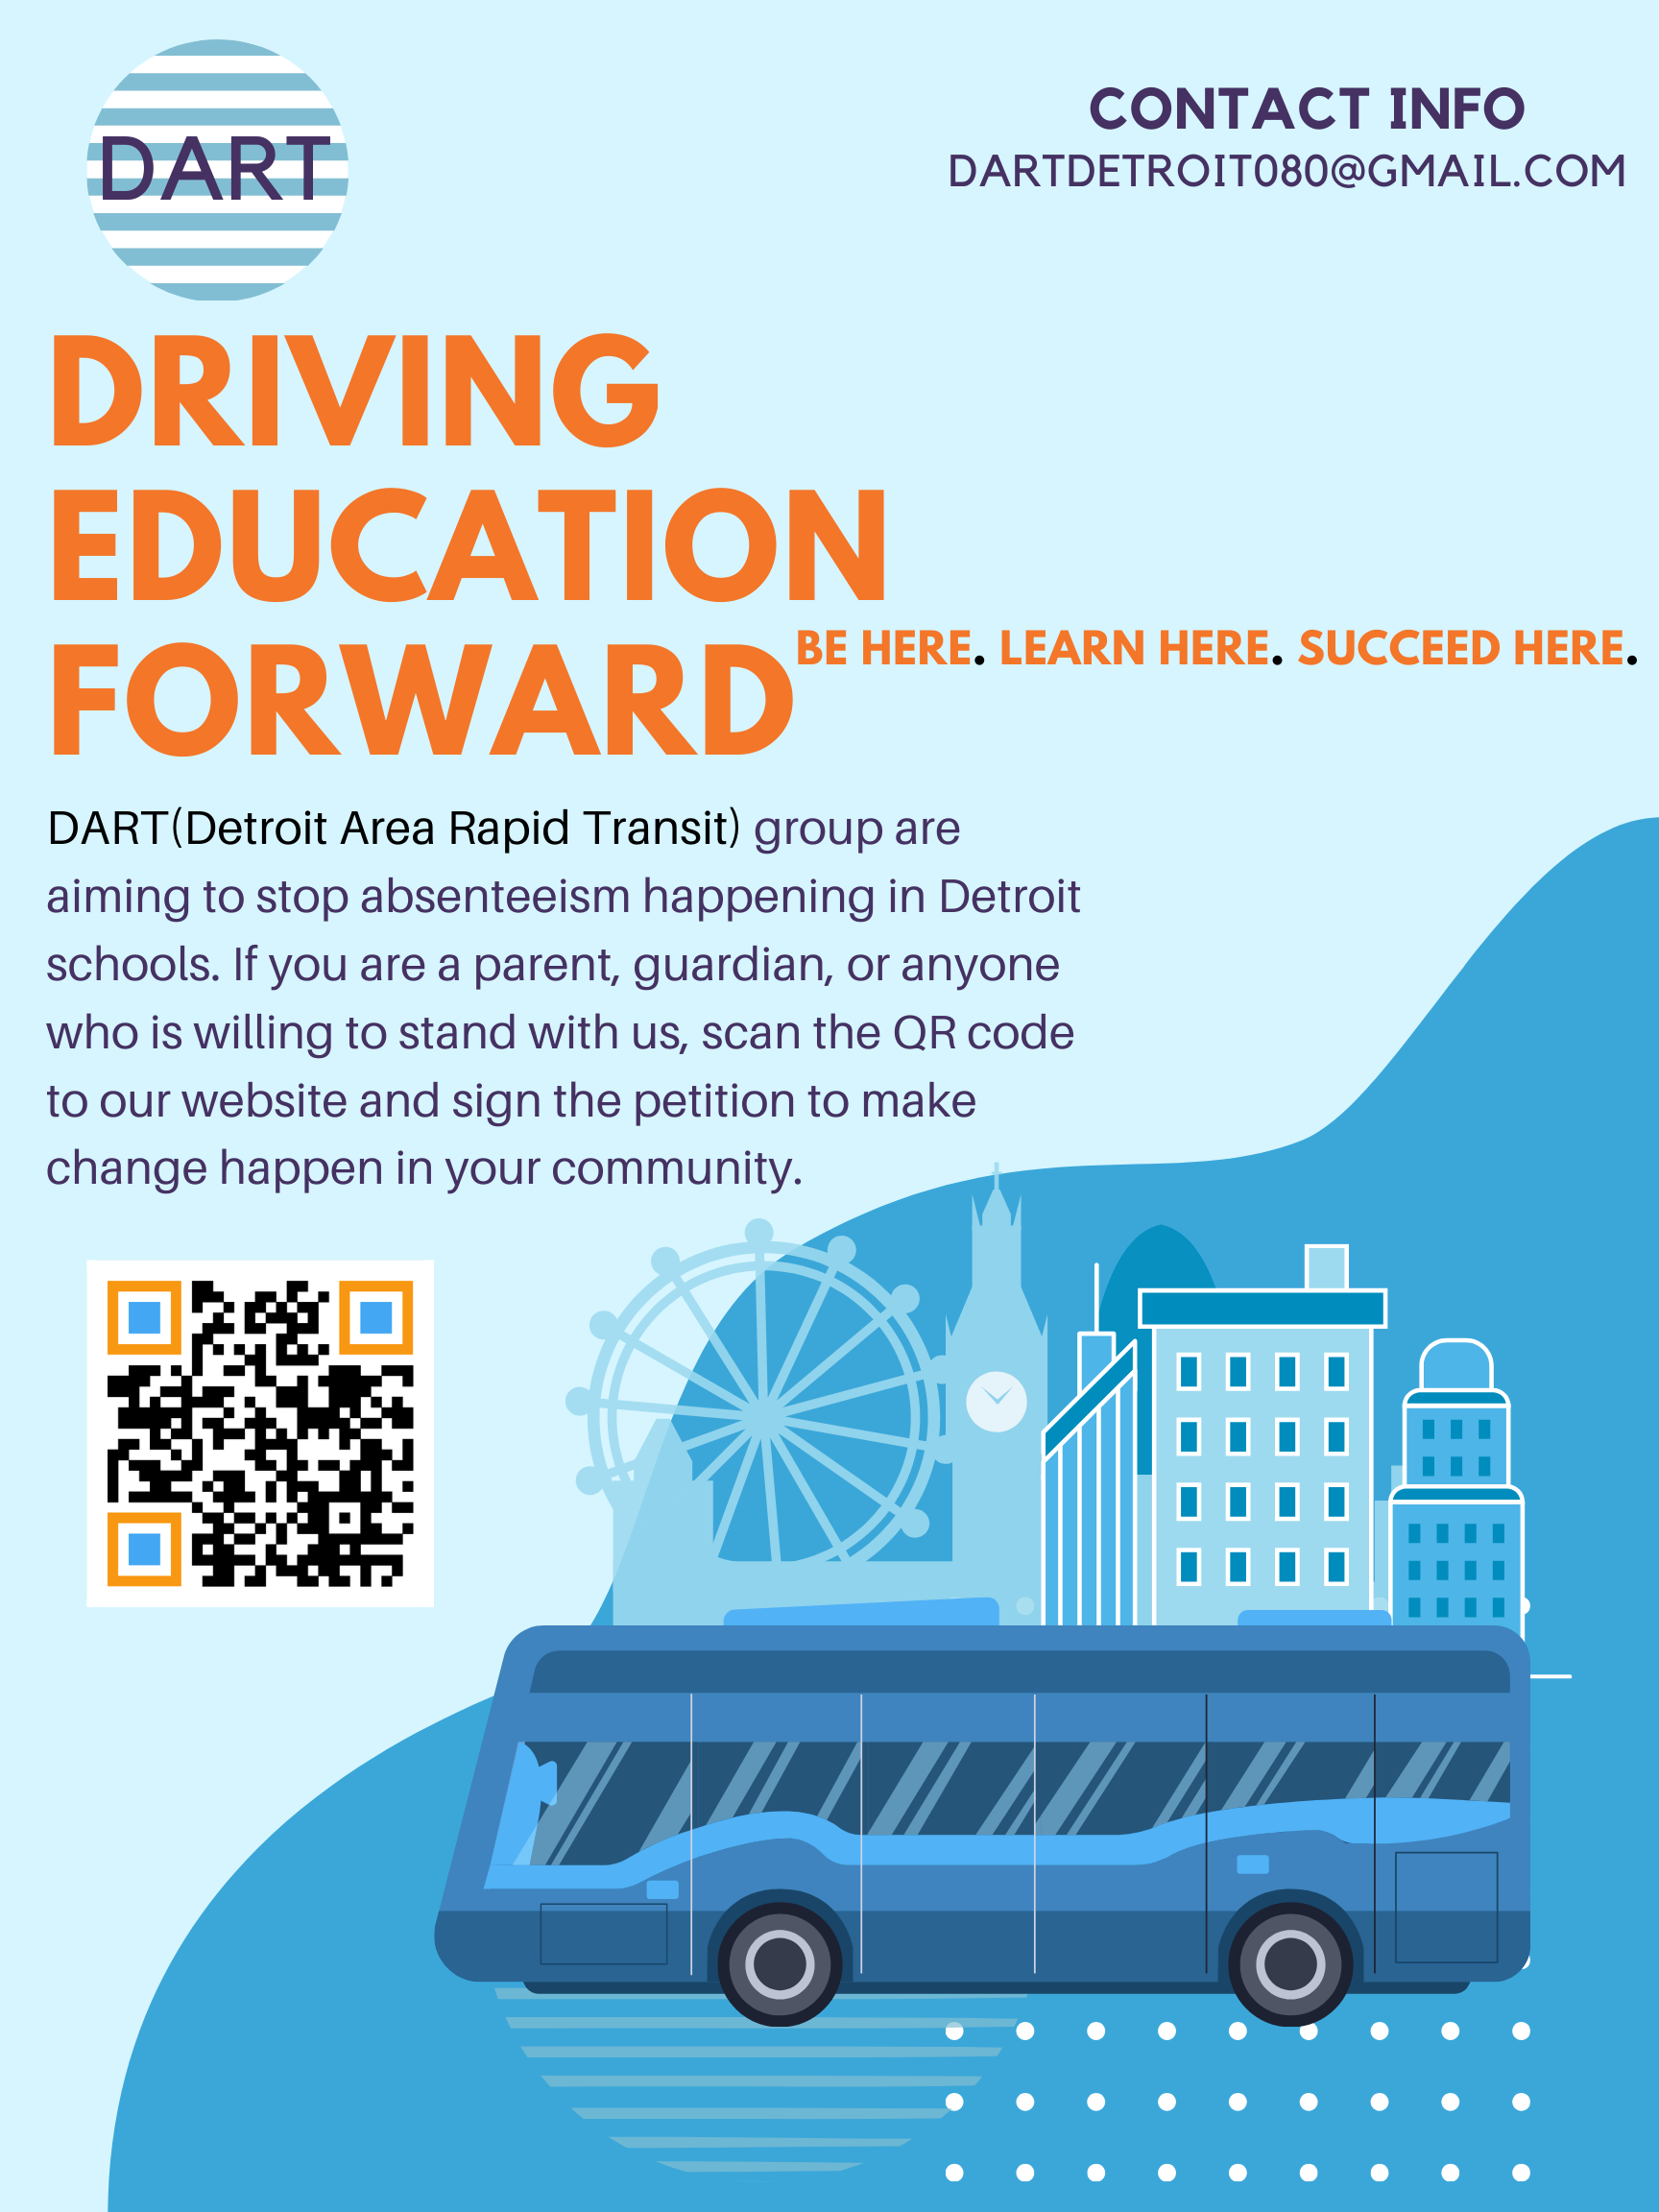 DART
CONTACT INFO
DARTDETROIT080@GMAIL.COM
DRIVING
EDUCATION
FORWARD
BE HERE. LEARN HERE. SUCCEED HERE.
DART(Detroit Area Rapid Transit) group are
aiming to stop absenteeism happening in Detroit
schools. If you are a parent, guardian, or anyone
who is willing to stand with us, scan the QR code
to our website and sign the petition to make
change happen in your community.